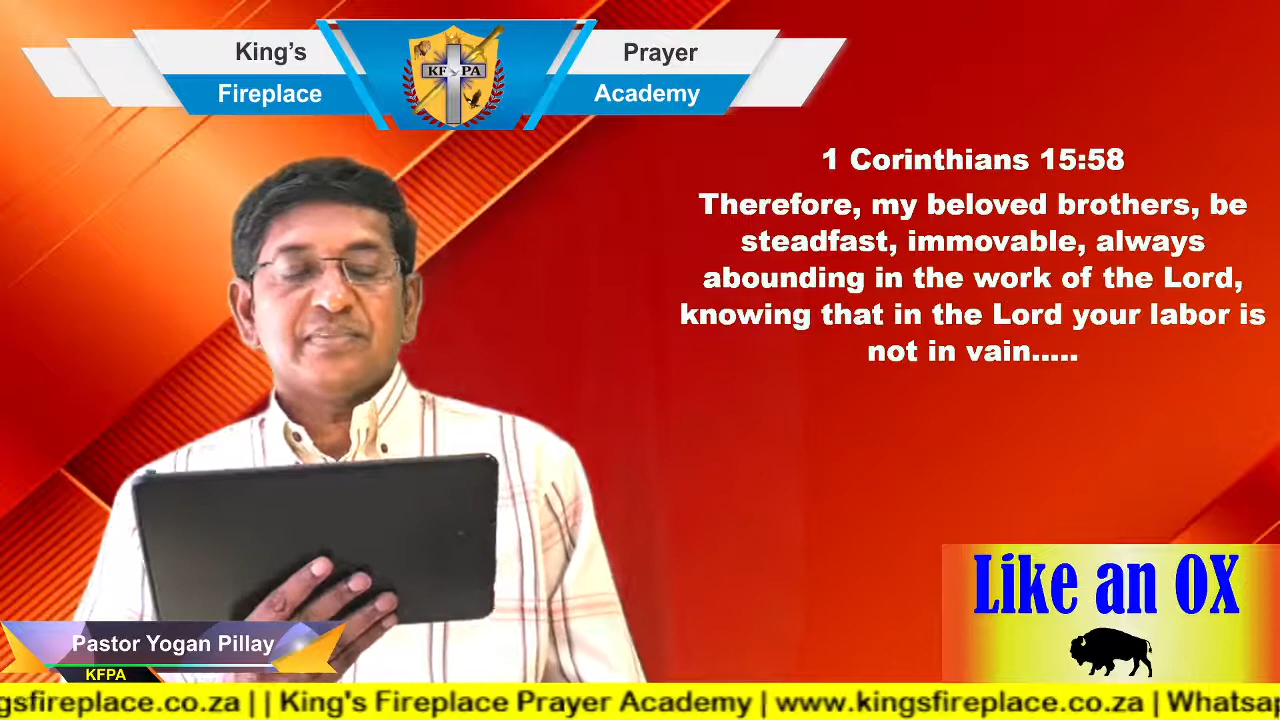 King's
Prayer
Fireplace
Academy
KF PA
1 Corinthians 15:58
Therefore, my beloved brothers, be
steadfast, immovable, always
abounding in the work of the Lord,
knowing that in the Lord your labor is
not in vain.....
Like an OX
Pastor Yogan Pillay
KFPA
gsfireplace.co.za | | King's Fireplace Prayer Academy | www.kingsfireplace.co.za | Whatsap